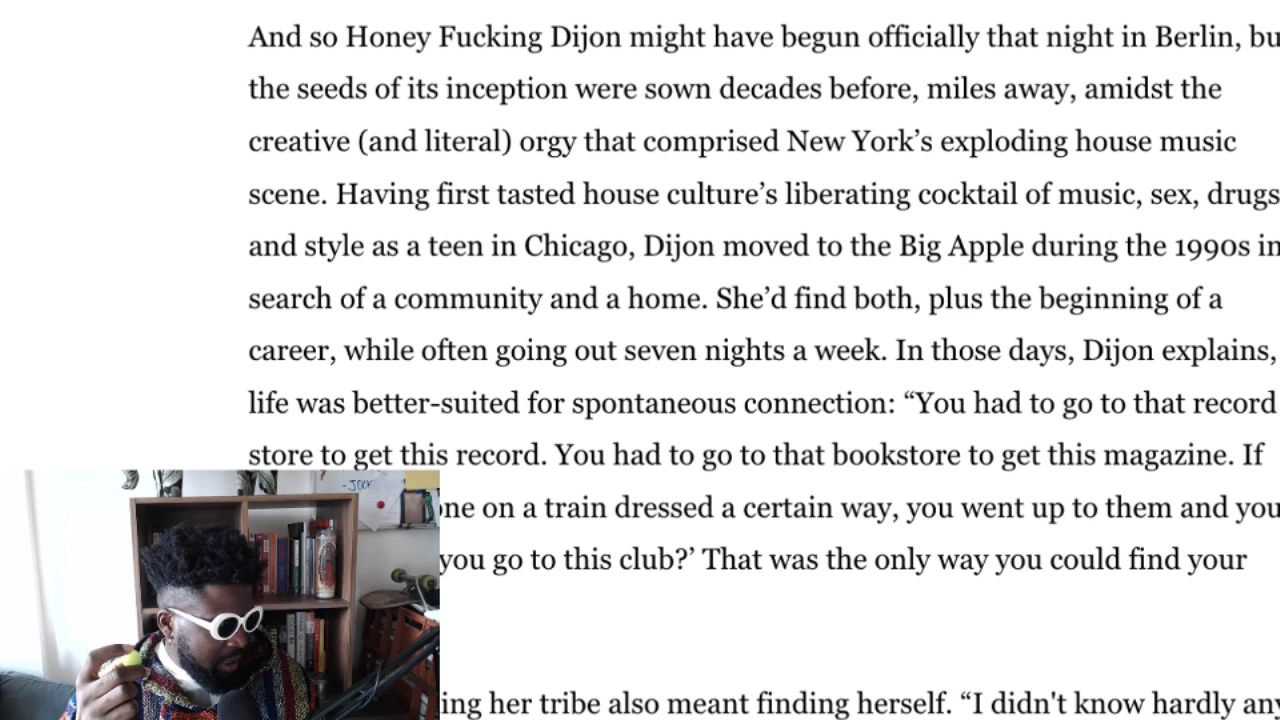 And so Honey Fucking Dijon might have begun officially that night in Berlin, bu
the seeds of its inception were sown decades before, miles away, amidst the
creative (and literal) orgy that comprised New York’s exploding house music
scene. Having first tasted house culture’s liberating cocktail of music, sex, drugs
and style as a teen in Chicago, Dijon moved to the Big Apple during the 1990s in
search of a community and a home. She’d find both, plus the beginning of a
career, while often going out seven nights a week. In those days, Dijon explains,
life was better-suited for spontaneous connection: “You had to go to that record
store to get this record. You had to go to that bookstore to get this magazine. If
ne on a train dressed a certain way, you went up to them and you
you go to this club?’ That was the only way you could find your
ing her tribe also meant finding herself. “I didn't know hardly any